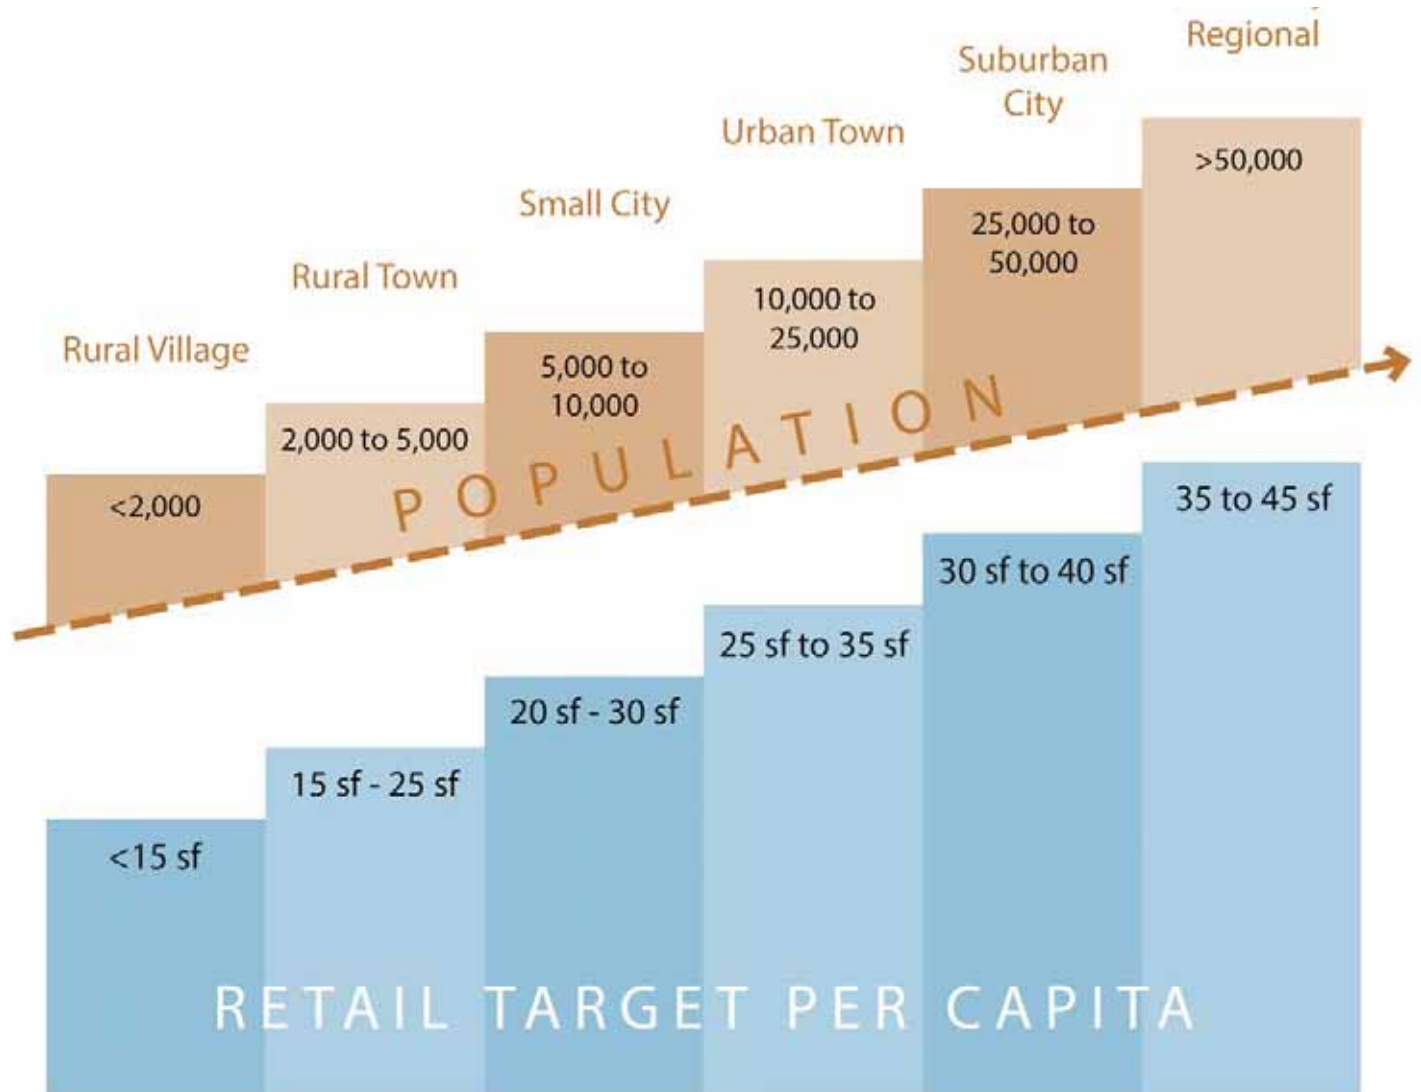 Regional
Suburban
City
Urban Town
Small City
Rural Town
Rural Village
>50,000
25,000 to
50,000
10,000 to
25,000
5,000 to
10,000
2,000 to 5,000
<2,000
POPULATION
35 to 45 sf
30 sf to 40 sf
25 sf to 35 sf
20 sf - 30 sf
15 sf - 25 sf
<15 sf
RETAIL TARGET PER CAPITA